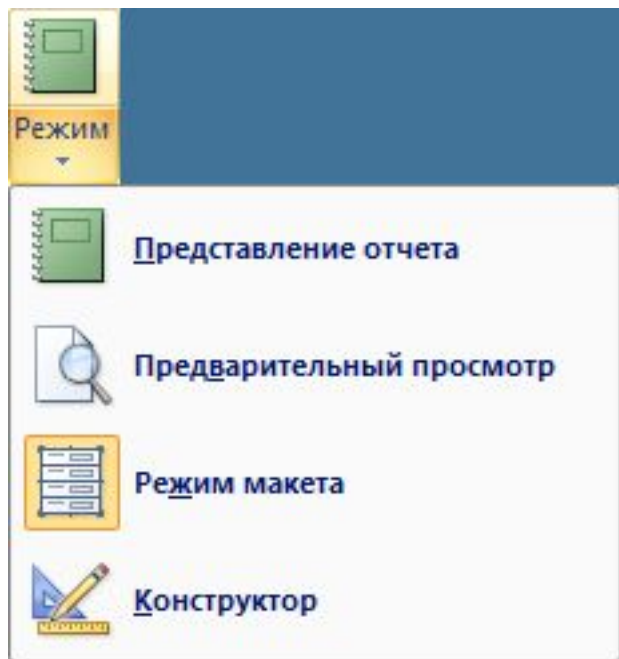 Режим
Представление отчета
Предварительный просмотр
Режим макета
Конструктор